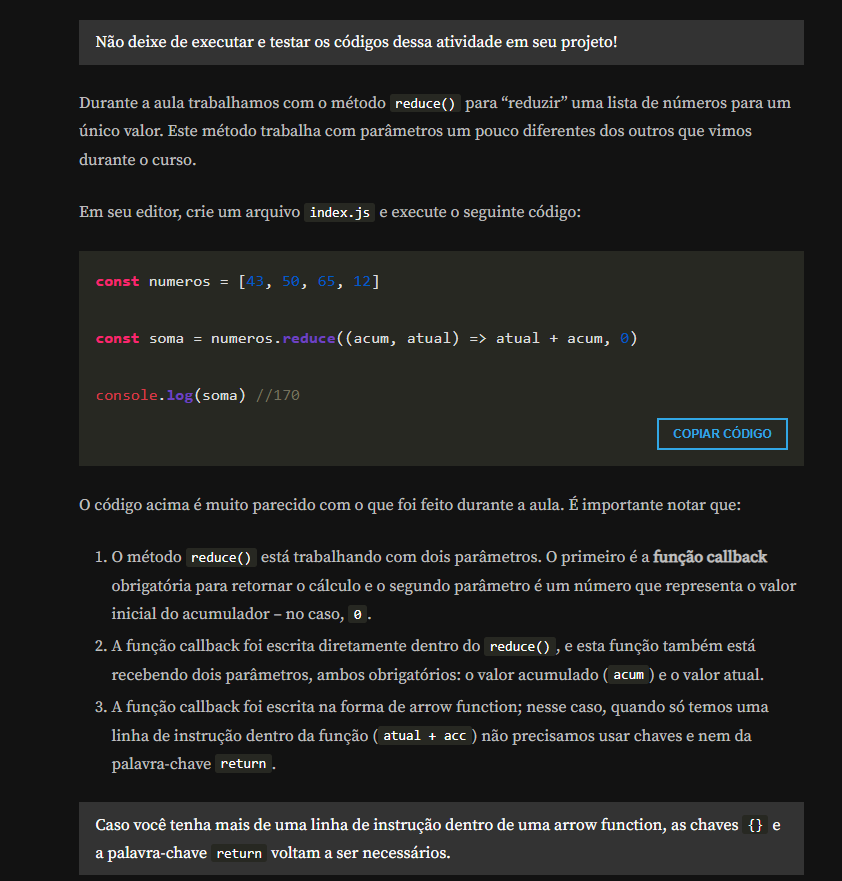 Não deixe de executar e testar os códigos dessa atividade em seu projeto!
Durante a aula trabalhamos com o método reduce() para “reduzir” uma lista de números para um
único valor. Este método trabalha com parâmetros um pouco diferentes dos outros que vimos
durante o curso.
Em seu editor, crie um arquivo index.js e execute o seguinte código:
const numeros = [43, 50, 65, 12]
const soma = numeros.reduce((acum, atual) => atual + acum, 0)
console.log(soma) //170
COPIAR CÓDIGO
O código acima é muito parecido com o que foi feito durante a aula. É importante notar que:
1. O método reduce() está trabalhando com dois parâmetros. O primeiro é a função callback
obrigatória para retornar o cálculo e o segundo parâmetro é um número que representa o valor
inicial do acumulador – no caso, 0 .
2. A função callback foi escrita diretamente dentro do reduce() , e esta função também está
recebendo dois parâmetros, ambos obrigatórios: o valor acumulado ( acum ) e o valor atual.
3. A função callback foi escrita na forma de arrow function; nesse caso, quando só temos uma
linha de instrução dentro da função ( atual + acc ) não precisamos usar chaves e nem da
palavra-chave return .
Caso você tenha mais de uma linha de instrução dentro de uma arrow function, as chaves {} e
a palavra-chave return voltam a ser necessários.